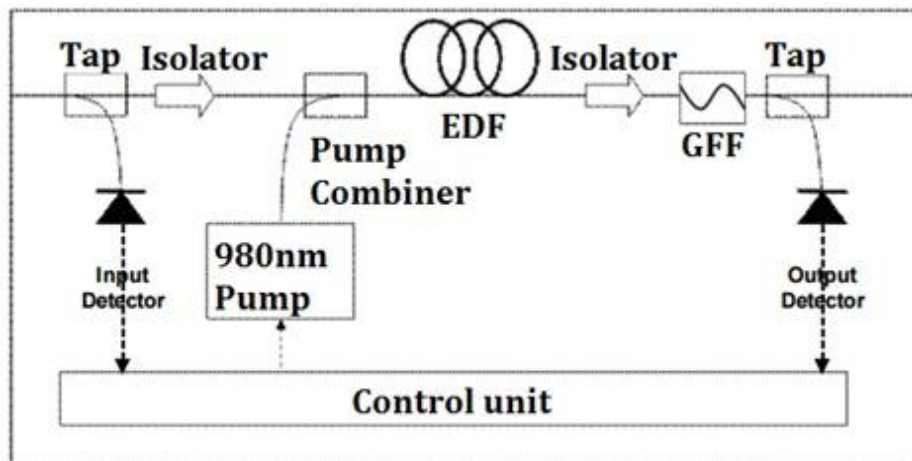 Tap
Isolator
Isolator
Tap
EDF
GFF
Pump
Combiner
980nm
Pump
Input
Detector
Output
Detector
Control unit